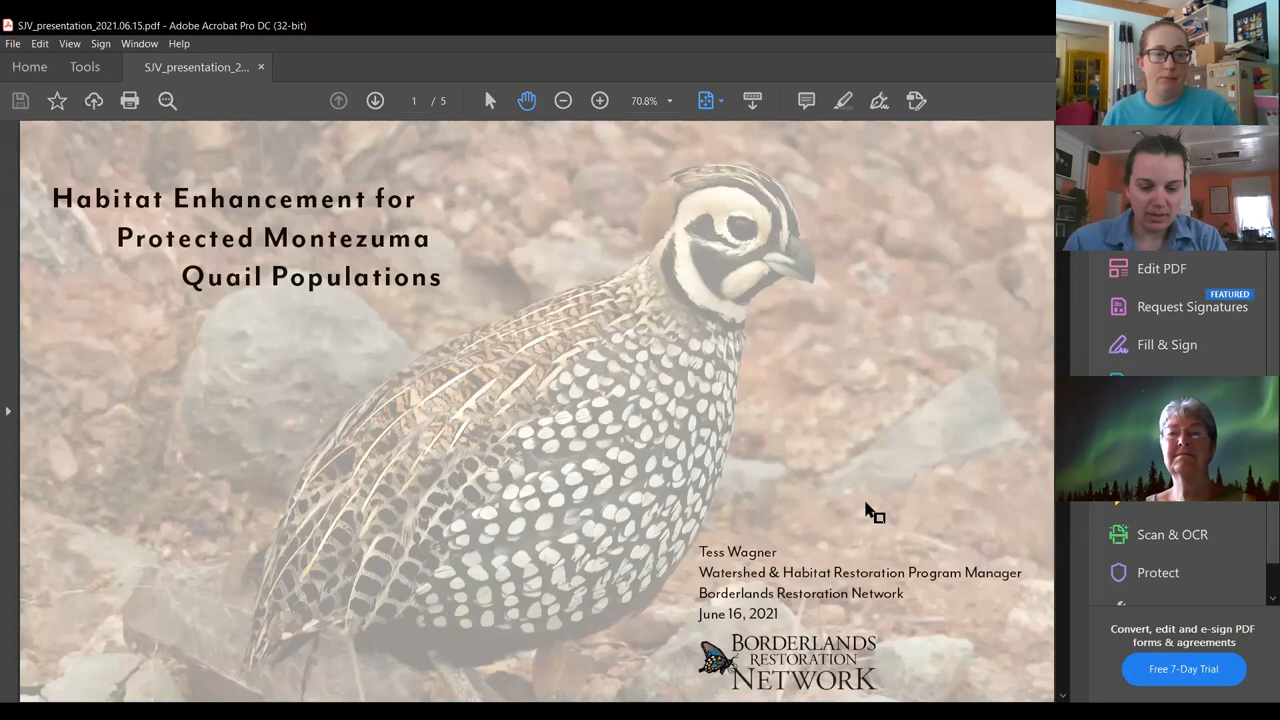 SJV_presentation_2021.06.15.pdf - Adobe Acrobat Pro DC (32-bit)
File Edit View Sign Window Help
Home Tools SJV_presentation_2... ×
1 / 5 70.8%
Habitat Enhancement for
Protected Montezuma
Quail Populations
Tess Wagner
Watershed & Habitat Restoration Program Manager
Borderlands Restoration Network
June 16, 2021
BORDERLANDS
RESTORATION
NETWORK
Edit PDF
FEATURED
Request Signatures
Fill & Sign
Scan & OCR
Protect
Convert, edit and e-sign PDF
forms & agreements
Free 7-Day Trial